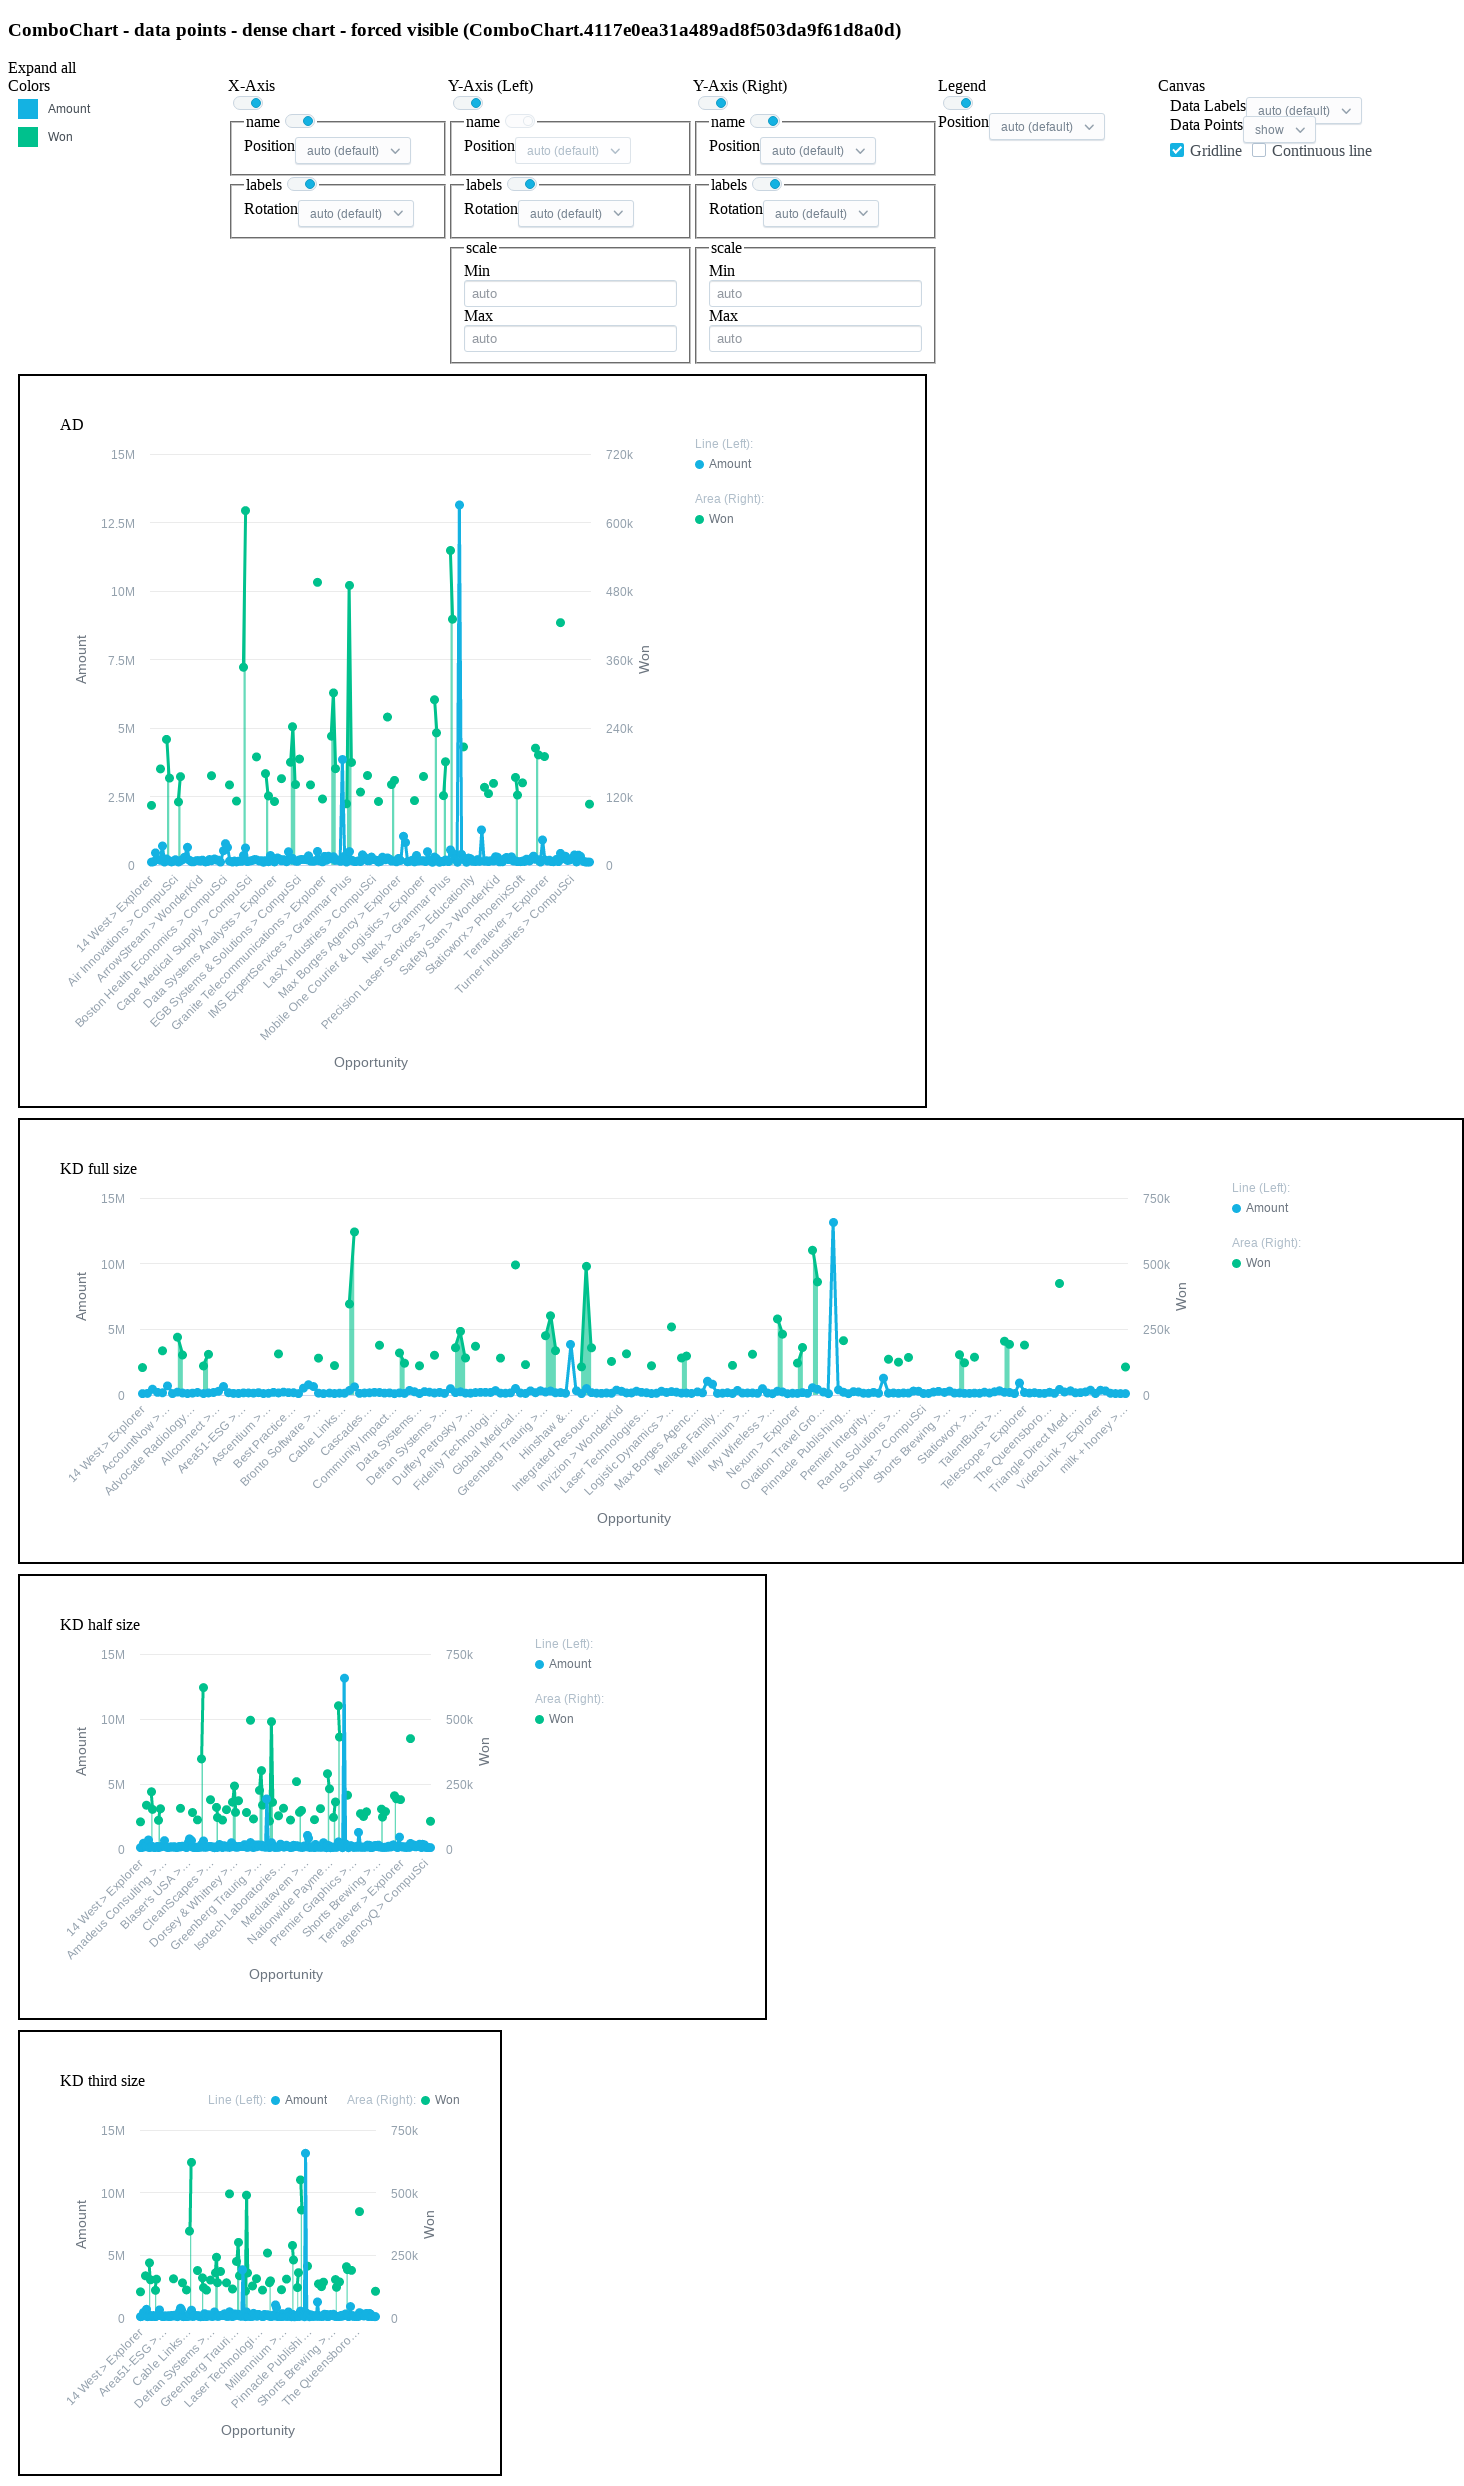 ComboChart - data points - dense chart - forced visible (ComboChart.4117e0ea31a489ad8f503da9f61d8a0d)
Expand all
Colors
Amount
Won
X-Axis
name
Position auto (default)
labels
Rotation auto (default)
Y-Axis (Left)
name
Position auto (default)
labels
Rotation auto (default)
scale
Min
auto
Max
auto
Y-Axis (Right)
name
Position auto (default)
labels
Rotation auto (default)
scale
Min
auto
Max
auto
Legend
Position auto (default)
Canvas
Data Labels auto (default)
Data Points show
Gridline Continuous line
AD
15M
12.5M
10M
7.5M
5M
2.5M
0
Amount
720k
600k
480k
360k
240k
120k
0
Won
Line (Left):
Amount
Area (Right):
Won
14 West > Explorer
Air Innovations > CompuSci
ArrowStream > WonderKid
Boston Health Economics > CompuSci
Cape Medical Supply > CompuSci
Data Systems Analysts > Explorer
EGB Systems & Solutions > CompuSci
Granite Telecommunications > Explorer
IMS ExpertServices > Grammar Plus
LasX Industries > CompuSci
Max Borges Agency > Explorer
Mobile One Courier & Logistics > Explorer
Ntelx > Grammar Plus
Precision Laser Services > Educationly
Safety Sam > WonderKid
Staticworx > PhoenixSoft
Terralever > Explorer
Turner Industries > CompuSci
Opportunity
KD full size
15M
10M
5M
0
Amount
750k
500k
250k
0
Won
Line (Left):
Amount
Area (Right):
Won
14 West > Explorer
AccountNow >…
Advocate Radiology…
Allconnect >…
Area51-ESG >…
Ascentium >…
Best Practice…
Bronto Software >…
Cable Links…
Cascades…
Community Impact…
Data Systems…
Defran Systems >…
Duffey Petrosky >…
Fidelity Technologi…
Global Medical…
Greenberg Traurig >…
Hinshaw &…
Integrated Resourc…
Invizion > WonderKid
Laser Technologies…
Logistic Dynamics >…
Max Borges Agenc…
Mellace Family…
Millennium >…
My Wireless >…
Nexum > Explorer
Ovation Travel Gro…
Pinnacle Publishing…
Premier Integrity…
Randa Solutions >…
ScripNet > CompuSci
Shorts Brewing >…
Staticworx >…
TalentBurst >…
Telescope > Explorer
The Queensboro…
Triangle Direct Med…
VideoLink > Explorer
milk + honey >…
Opportunity
KD half size
15M
10M
5M
0
Amount
750k
500k
250k
0
Won
Line (Left):
Amount
Area (Right):
Won
14 West > Explorer
Amadeus Consulting >…
Blaser's USA >…
CleanScapes >…
Dorsey & Whitney >…
Greenberg Traurig >…
Isotech Laboratories…
Mediatavern >…
Nationwide Payme…
Premier Graphics >…
Shorts Brewing >…
Terralever > Explorer
agencyQ > CompuSci
Opportunity
KD third size
Line (Left): Amount Area (Right): Won
15M
10M
5M
0
Amount
750k
500k
250k
0
Won
14 West > Explorer
Area51-ESG >…
Cable Links…
Defran Systems >…
Greenberg Trauri…
Laser Technologi…
Millennium >…
Pinnacle Publishi…
Shorts Brewing >…
The Queensboro…
Opportunity